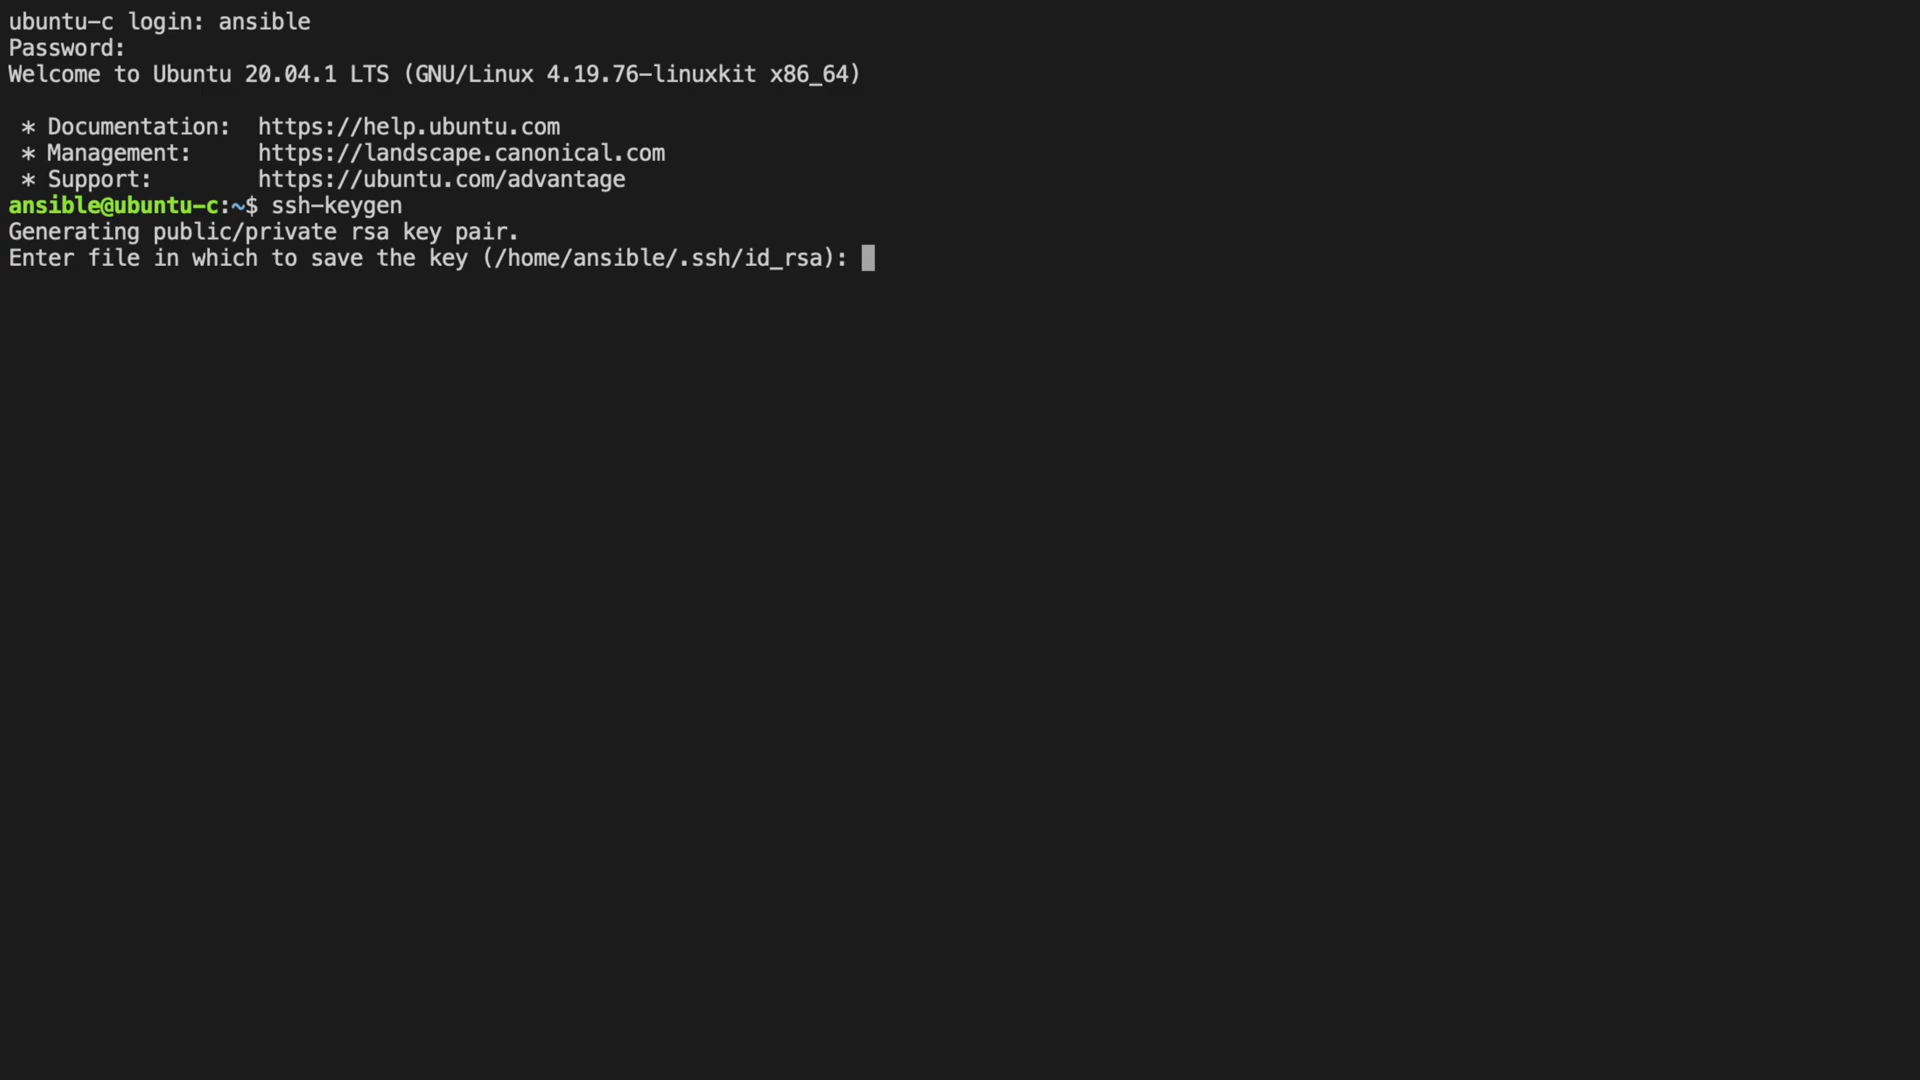 ubuntu-c login: ansible
Password:
Welcome to Ubuntu 20.04.1 LTS (GNU/Linux 4.19.76-linuxkit x86_64)

 * Documentation:  https://help.ubuntu.com
 * Management:     https://landscape.canonical.com
 * Support:        https://ubuntu.com/advantage
ansible@ubuntu-c:~$ ssh-keygen
Generating public/private rsa key pair.
Enter file in which to save the key (/home/ansible/.ssh/id_rsa):